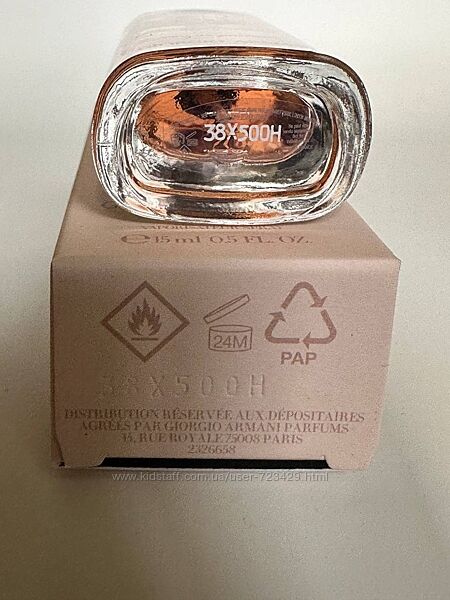 38X500H
℮ 15 ml 0.5 FL. OZ.
24M
PAP
38X500H
DISTRIBUTION RÉSERVÉE AUX DÉPOSITAIRES
AGRÉÉS PAR GIORGIO ARMANI PARFUMS
15, RUE ROYALE 75008 PARIS
2326658
www.kidstaff.com.ua/user-723429.html